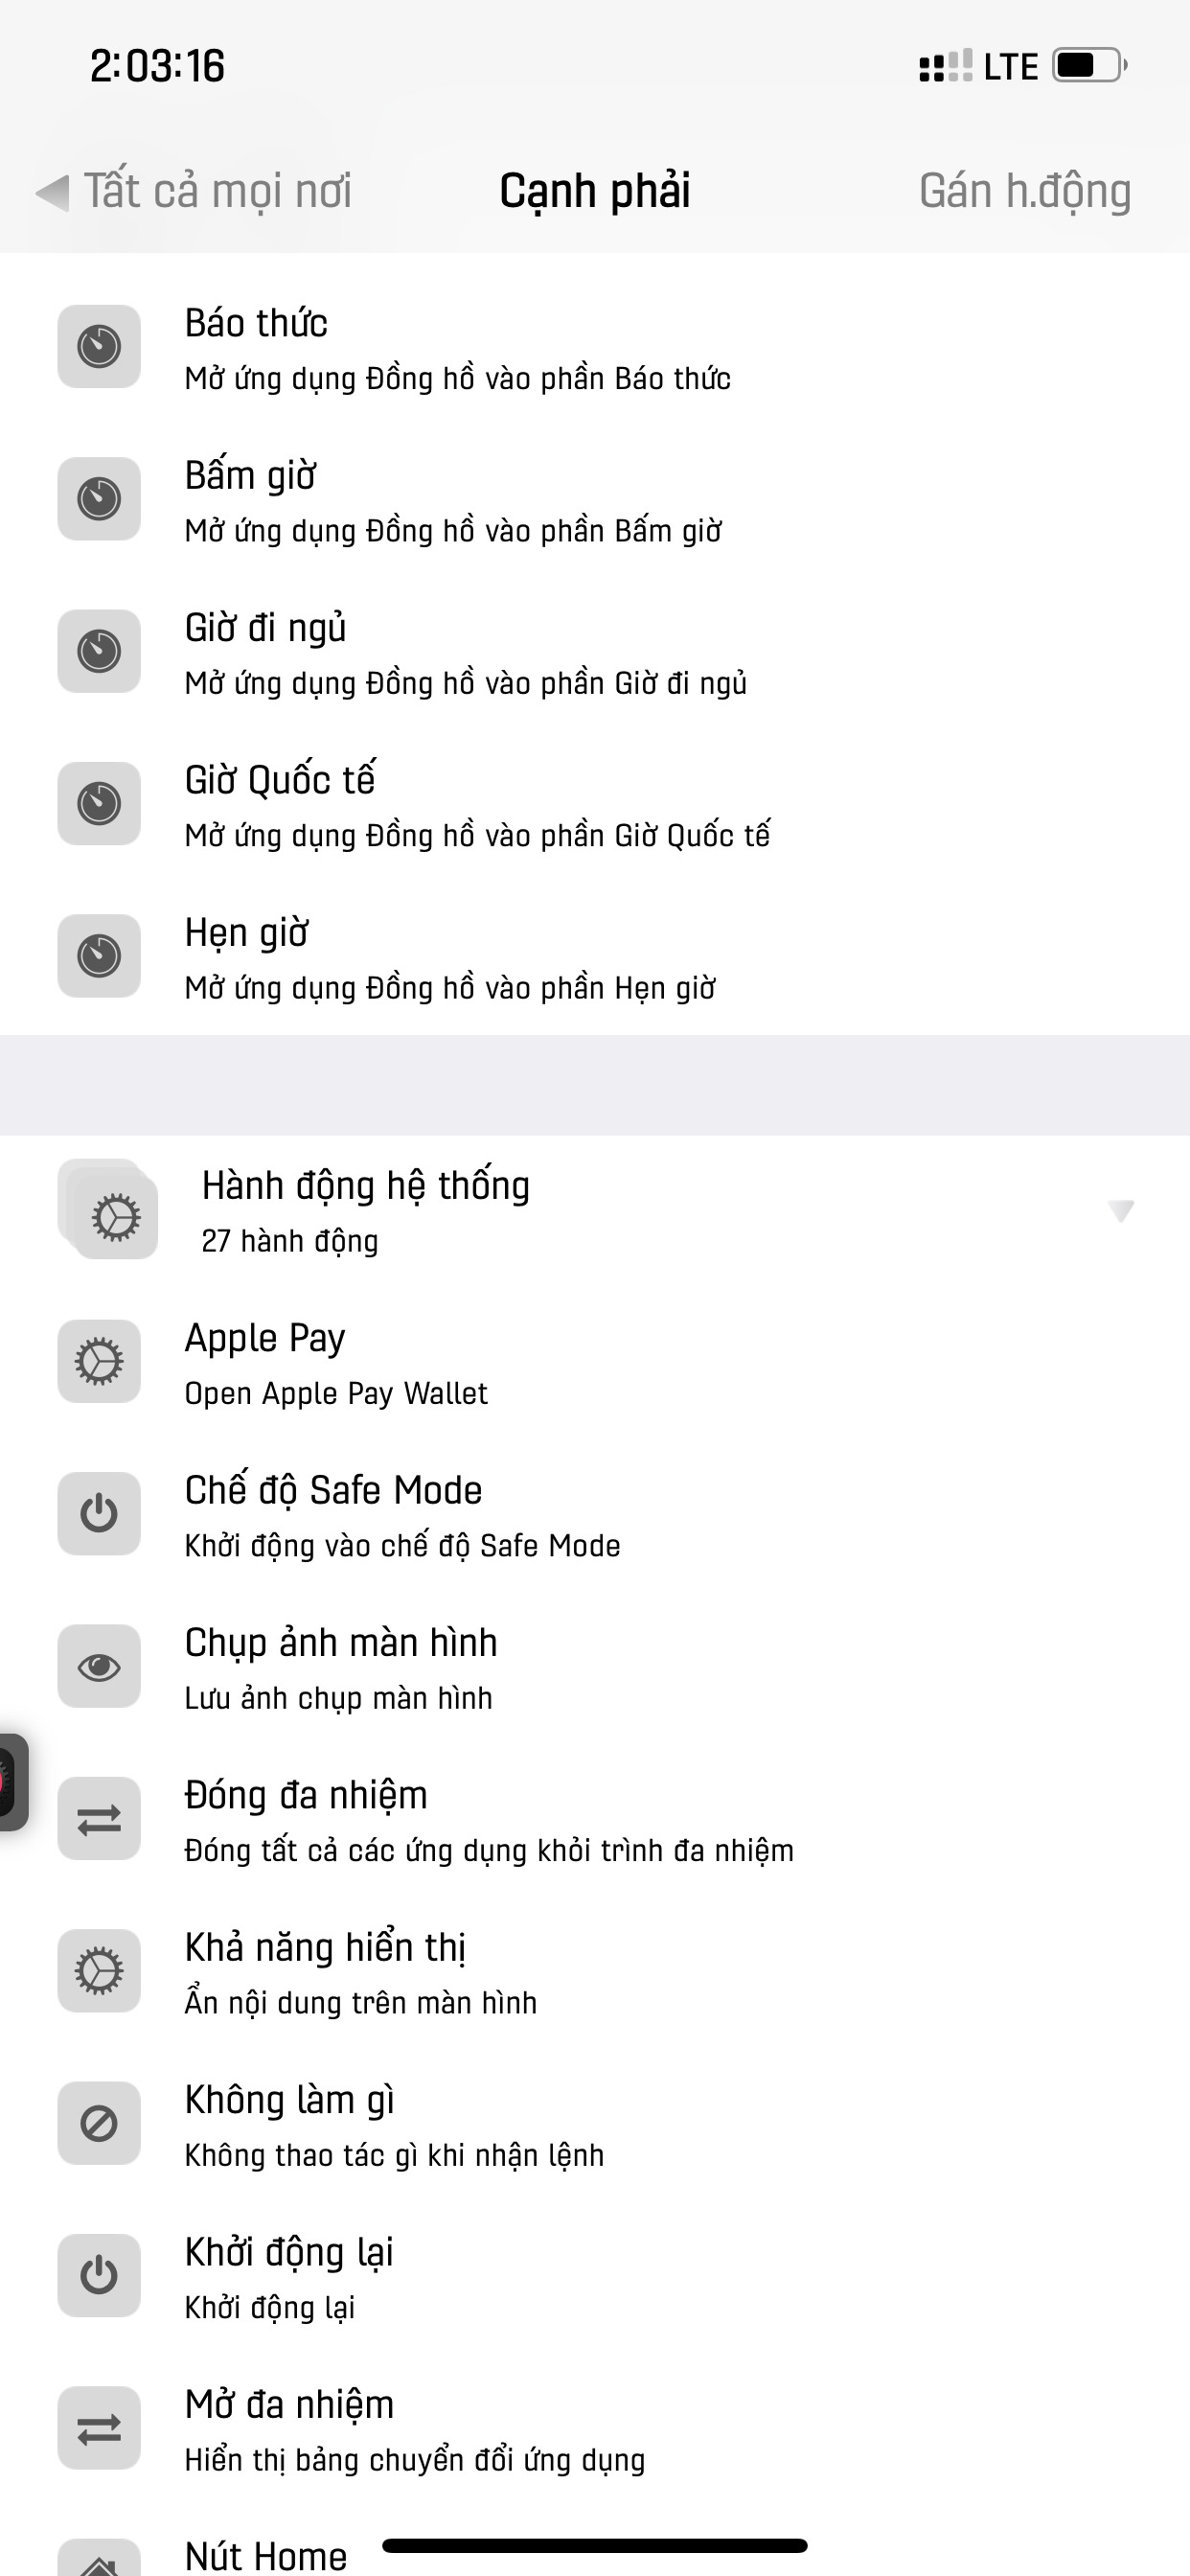 2:03:16
LTE
Tất cả mọi nơi
Cạnh phải
Gán h.động
Báo thức
Mở ứng dụng Đồng hồ vào phần Báo thức
Bấm giờ
Mở ứng dụng Đồng hồ vào phần Bấm giờ
Giờ đi ngủ
Mở ứng dụng Đồng hồ vào phần Giờ đi ngủ
Giờ Quốc tế
Mở ứng dụng Đồng hồ vào phần Giờ Quốc tế
Hẹn giờ
Mở ứng dụng Đồng hồ vào phần Hẹn giờ
Hành động hệ thống
27 hành động
Apple Pay
Open Apple Pay Wallet
Chế độ Safe Mode
Khởi động vào chế độ Safe Mode
Chụp ảnh màn hình
Lưu ảnh chụp màn hình
Đóng đa nhiệm
Đóng tất cả các ứng dụng khỏi trình đa nhiệm
Khả năng hiển thị
Ẩn nội dung trên màn hình
Không làm gì
Không thao tác gì khi nhận lệnh
Khởi động lại
Khởi động lại
Mở đa nhiệm
Hiển thị bảng chuyển đổi ứng dụng
Nút Home